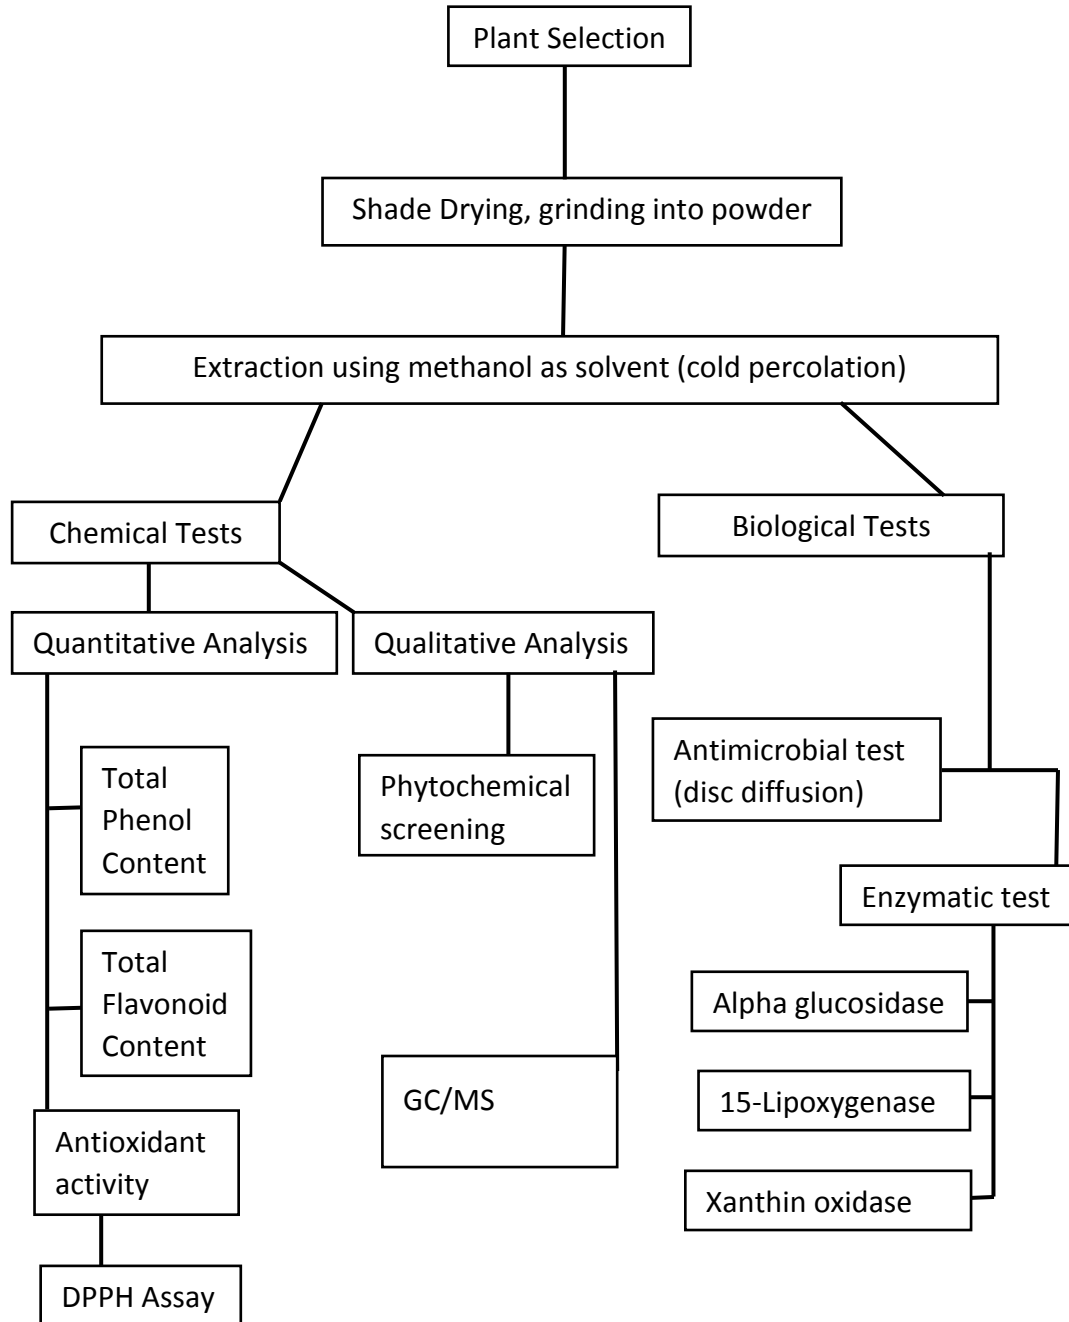 Plant Selection
Shade Drying, grinding into powder
Extraction using methanol as solvent (cold percolation)
Chemical Tests
Biological Tests
Quantitative Analysis
Qualitative Analysis
Total
Phenol
Content
Phytochemical
screening
Antimicrobial test
(disc diffusion)
Enzymatic test
Total
Flavonoid
Content
Alpha glucosidase
GC/MS
15-Lipoxygenase
Antioxidant
activity
Xanthin oxidase
DPPH Assay